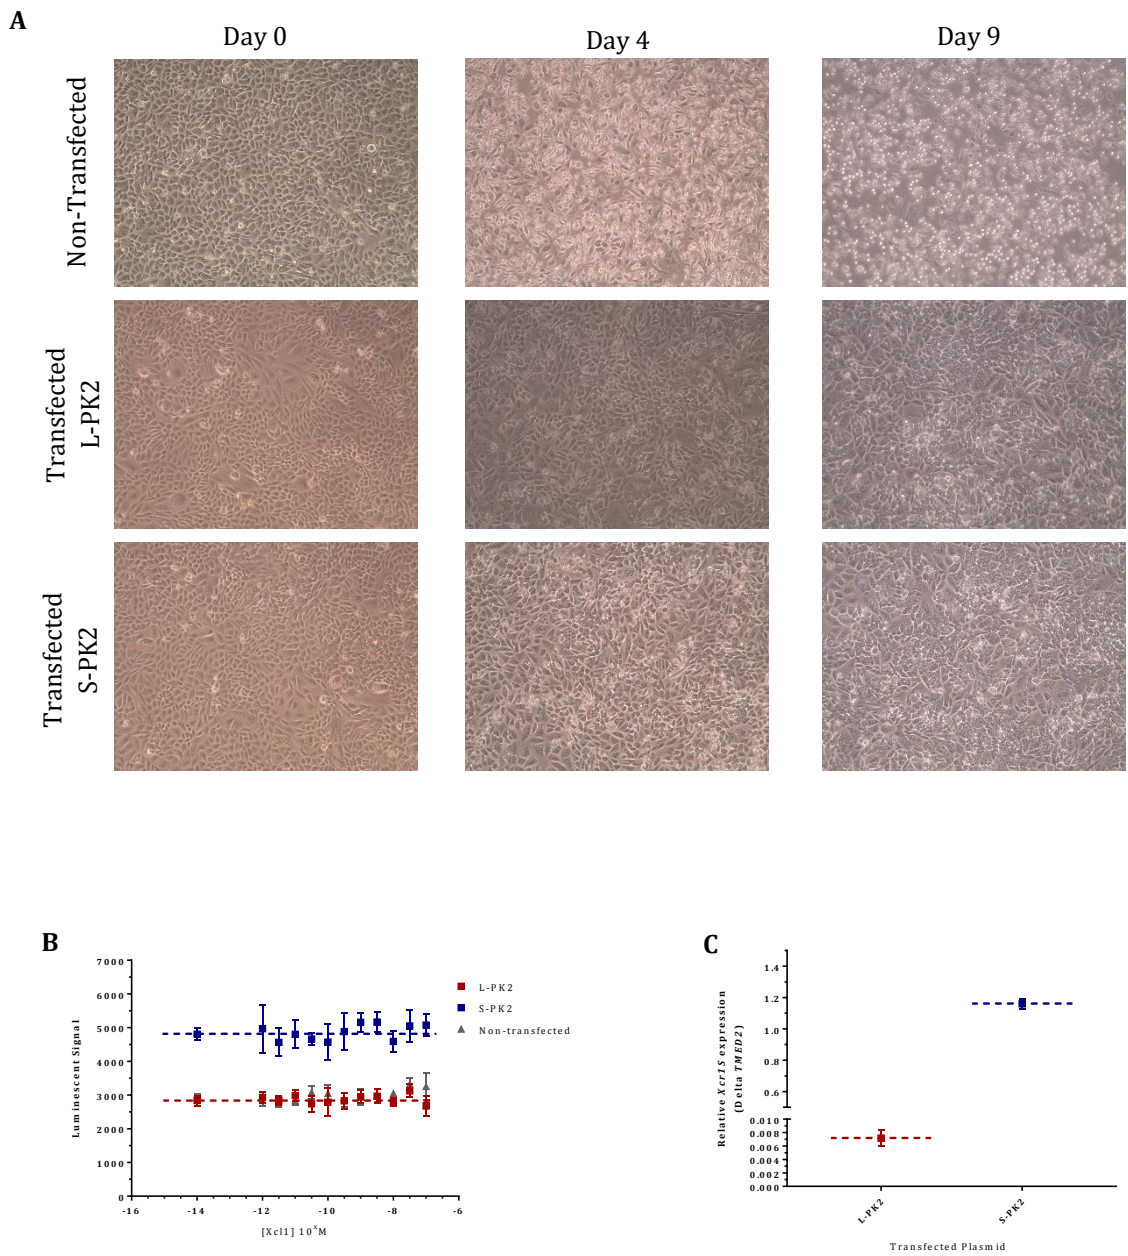 A
Day 0
Day 4
Day 9
Non-Transfected
Transfected
L-PK2
Transfected
S-PK2
B
Luminescent Signal
7000
6000
5000
4000
3000
2000
1000
0
-16
-14
-12
-10
-8
-6
[Xcl1] 10^xM
L-PK2
S-PK2
Non-transfected
C
Relative Xcr1S expression
(Delta TMED2)
1.4
1.2
1.0
0.8
0.6
0.010
0.008
0.006
0.004
0.002
0.000
L-PK2
S-PK2
Transfected Plasmid